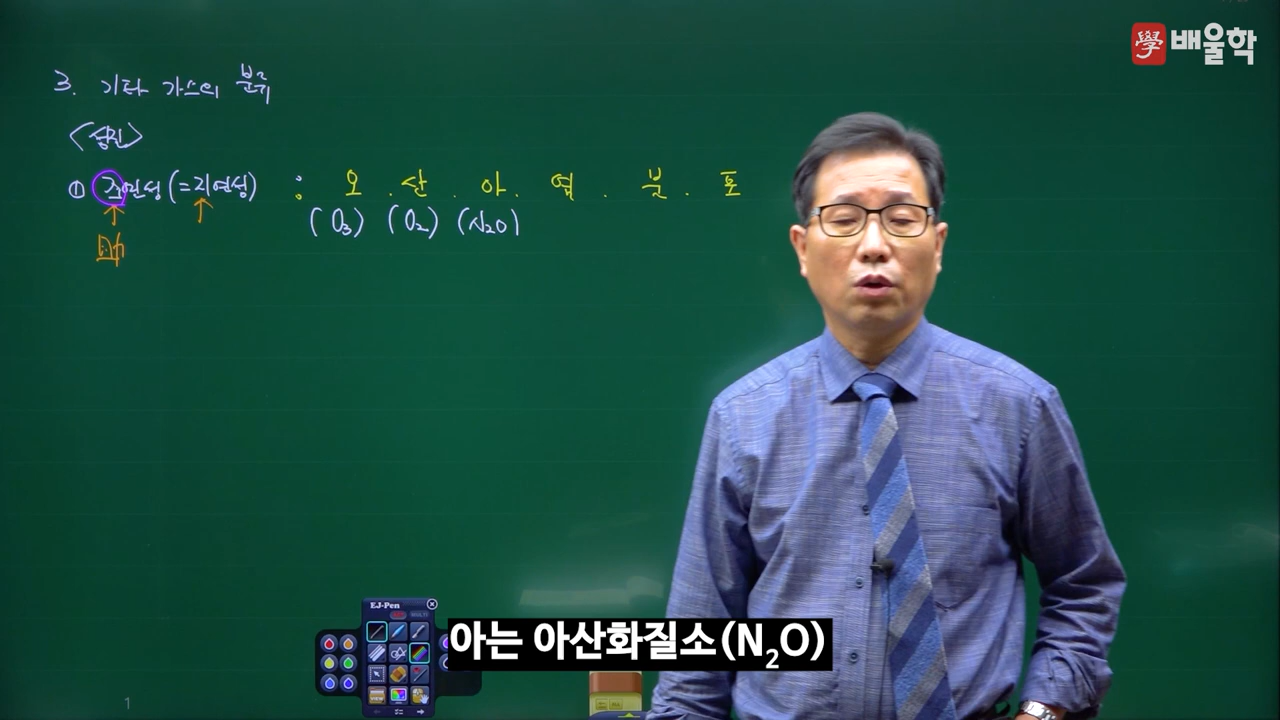 學 배울학
3. 기타 가스의 분류
<성질>
① 조연성(=지연성) : 오 . 산 . 아 . 염 . 불 . 포
(O₃) (O₂) (N₂O)
EJ-Pen
아는 아산화질소(N₂O)
1